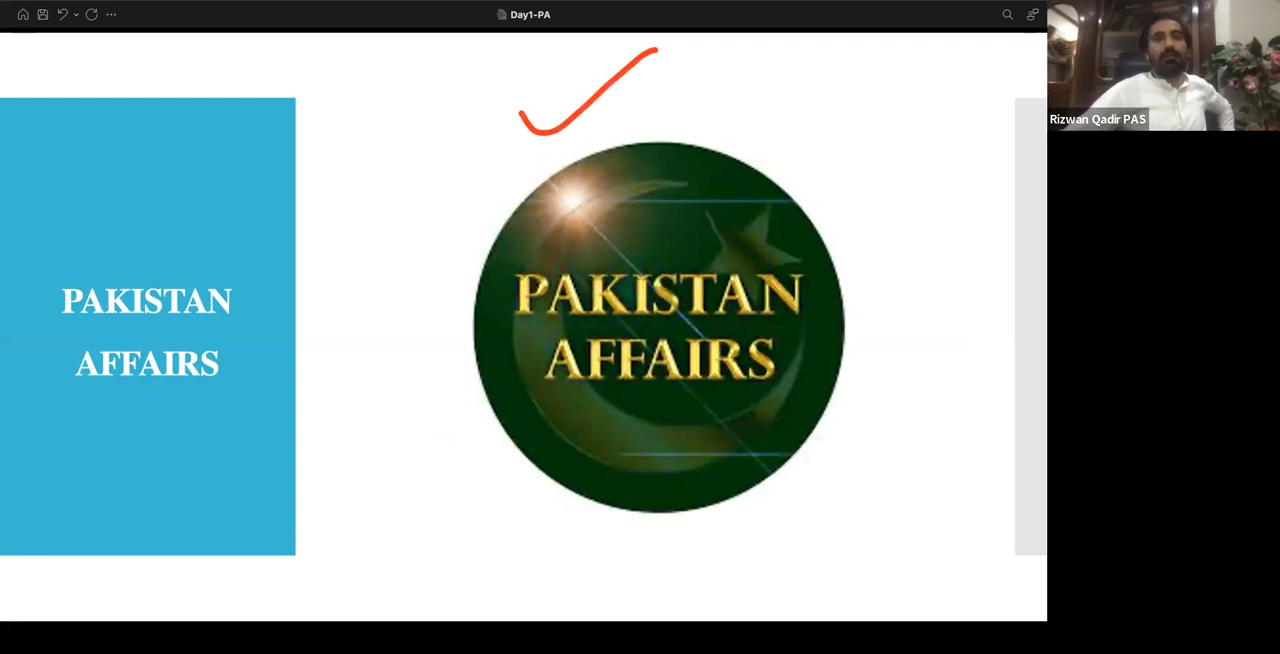 Day1-PA
Rizwan Qadir PAS
PAKISTAN
AFFAIRS
PAKISTAN
AFFAIRS